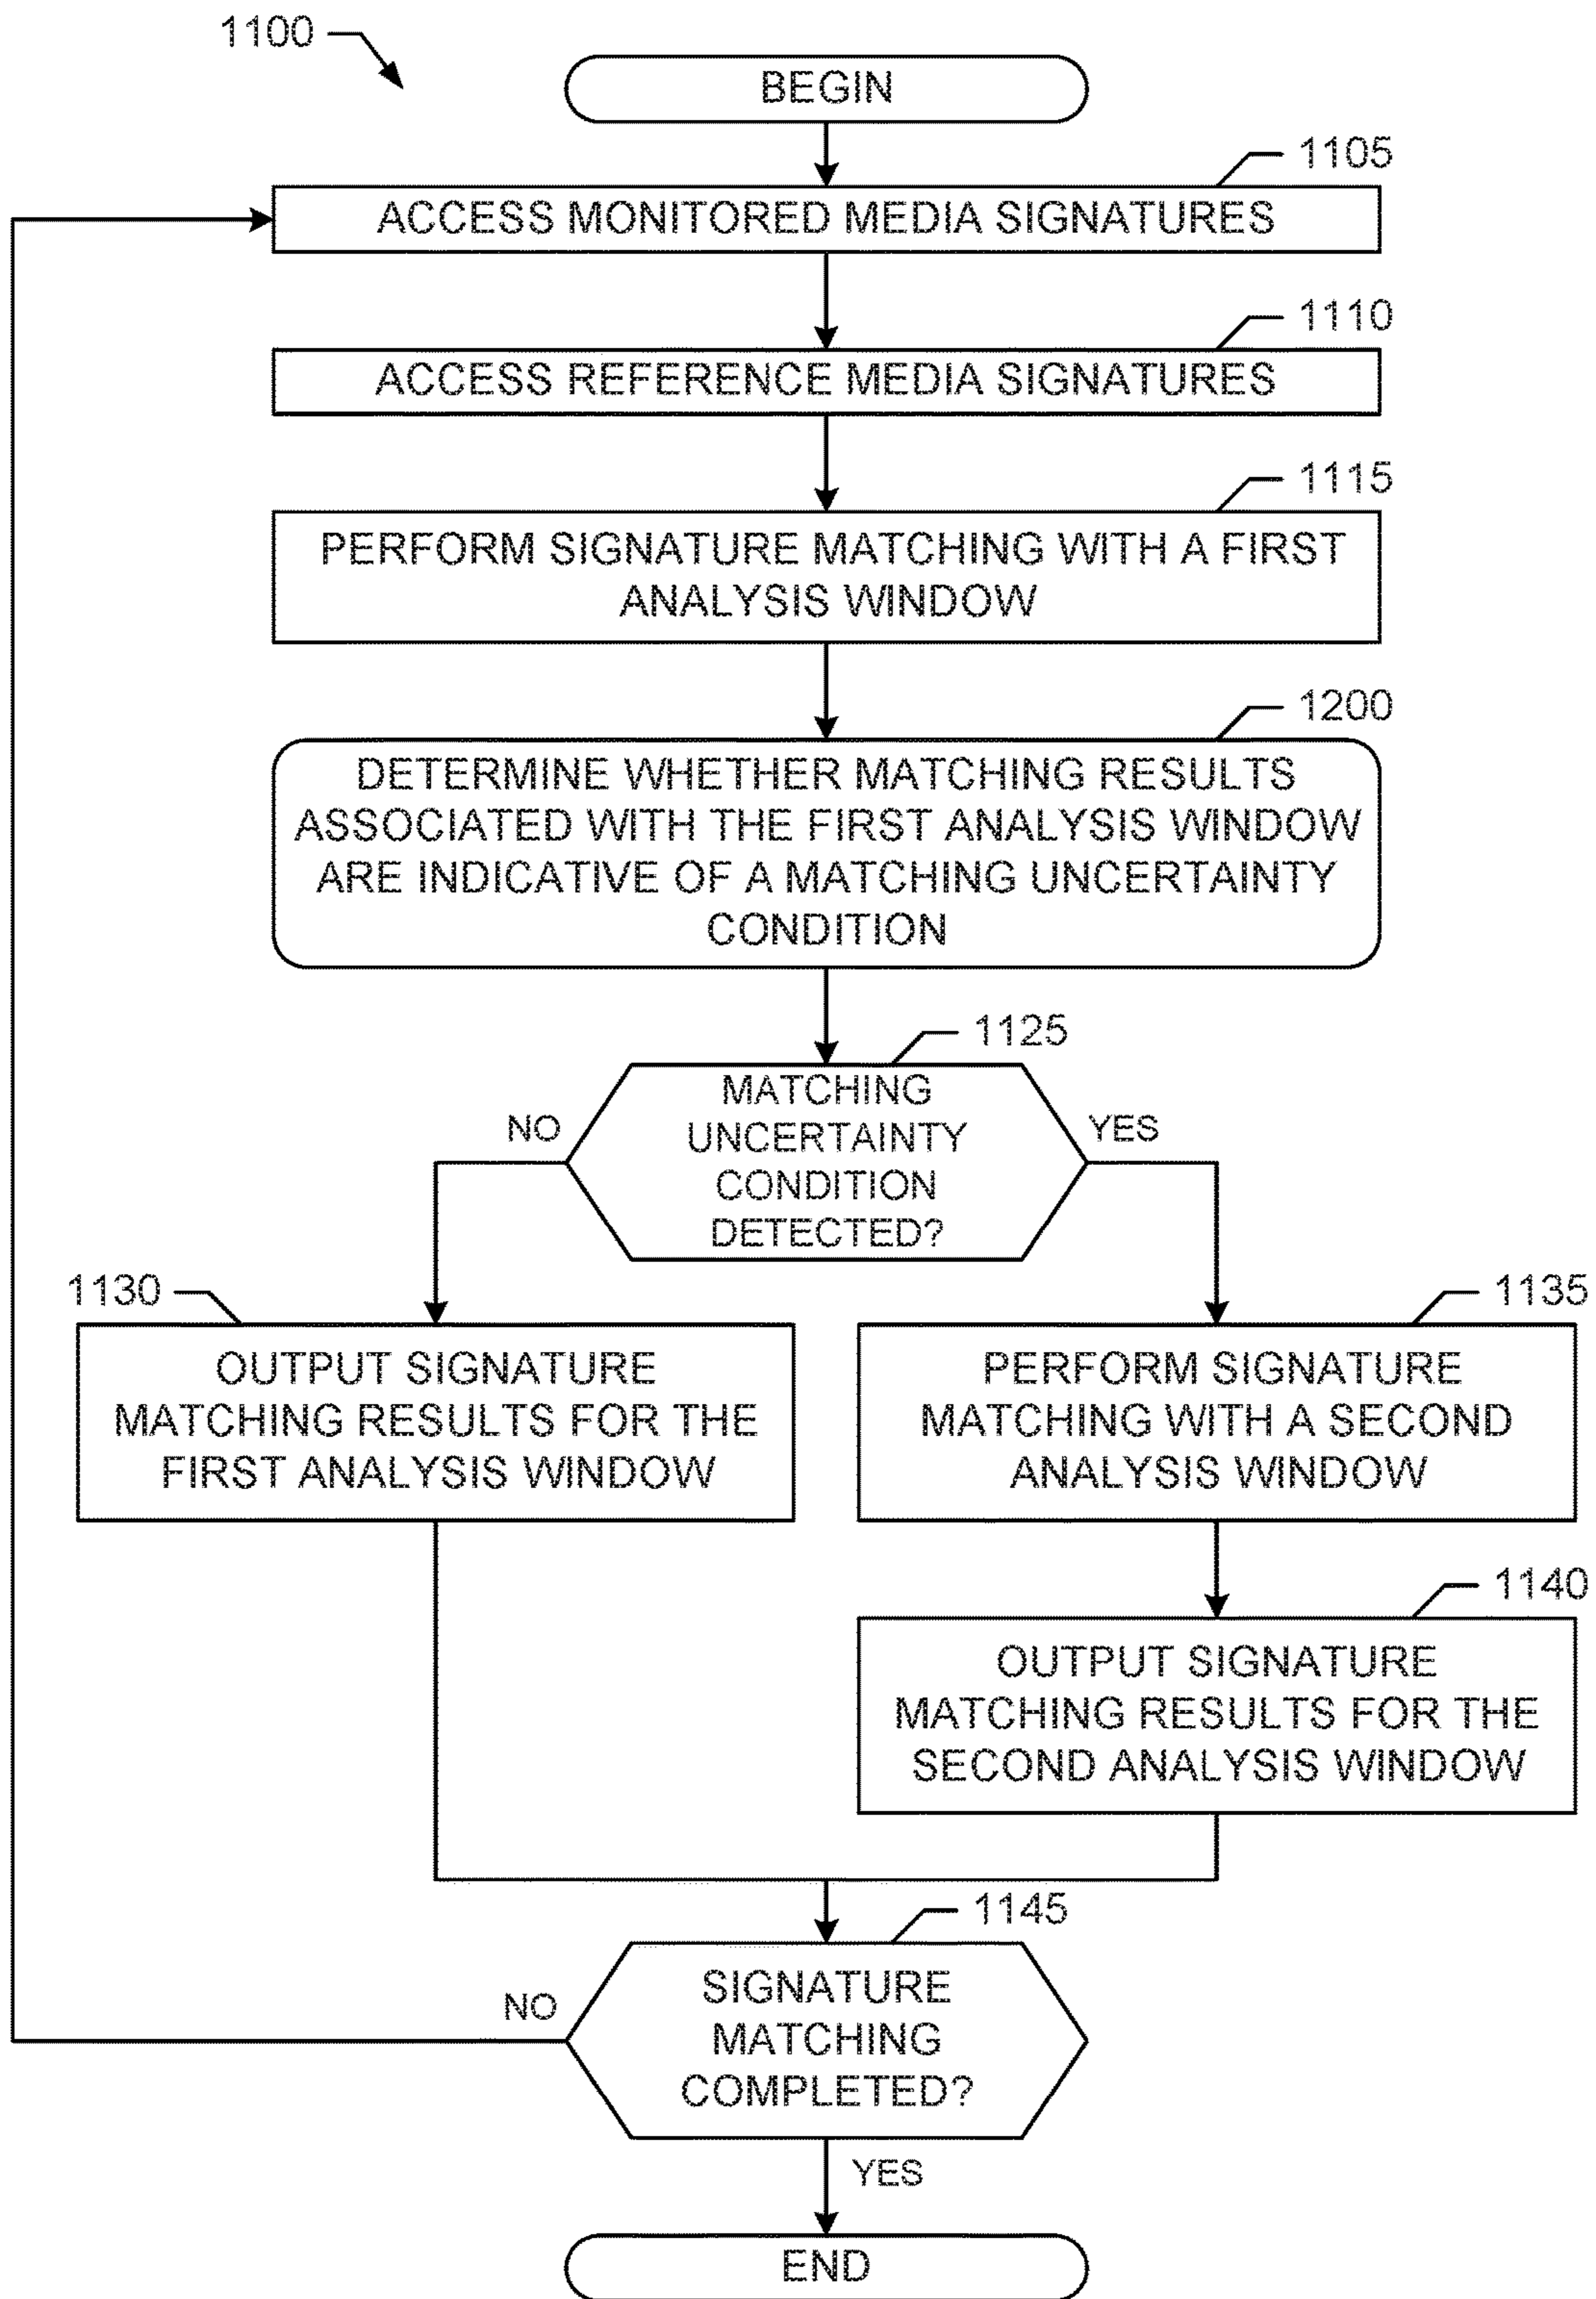 1100
BEGIN
1105
ACCESS MONITORED MEDIA SIGNATURES
1110
ACCESS REFERENCE MEDIA SIGNATURES
1115
PERFORM SIGNATURE MATCHING WITH A FIRST
ANALYSIS WINDOW
1200
DETERMINE WHETHER MATCHING RESULTS
ASSOCIATED WITH THE FIRST ANALYSIS WINDOW
ARE INDICATIVE OF A MATCHING UNCERTAINTY
CONDITION
1125
MATCHING
UNCERTAINTY
CONDITION
DETECTED?
NO
YES
1130
OUTPUT SIGNATURE
MATCHING RESULTS FOR THE
FIRST ANALYSIS WINDOW
1135
PERFORM SIGNATURE
MATCHING WITH A SECOND
ANALYSIS WINDOW
1140
OUTPUT SIGNATURE
MATCHING RESULTS FOR THE
SECOND ANALYSIS WINDOW
1145
SIGNATURE
MATCHING
COMPLETED?
NO
YES
END